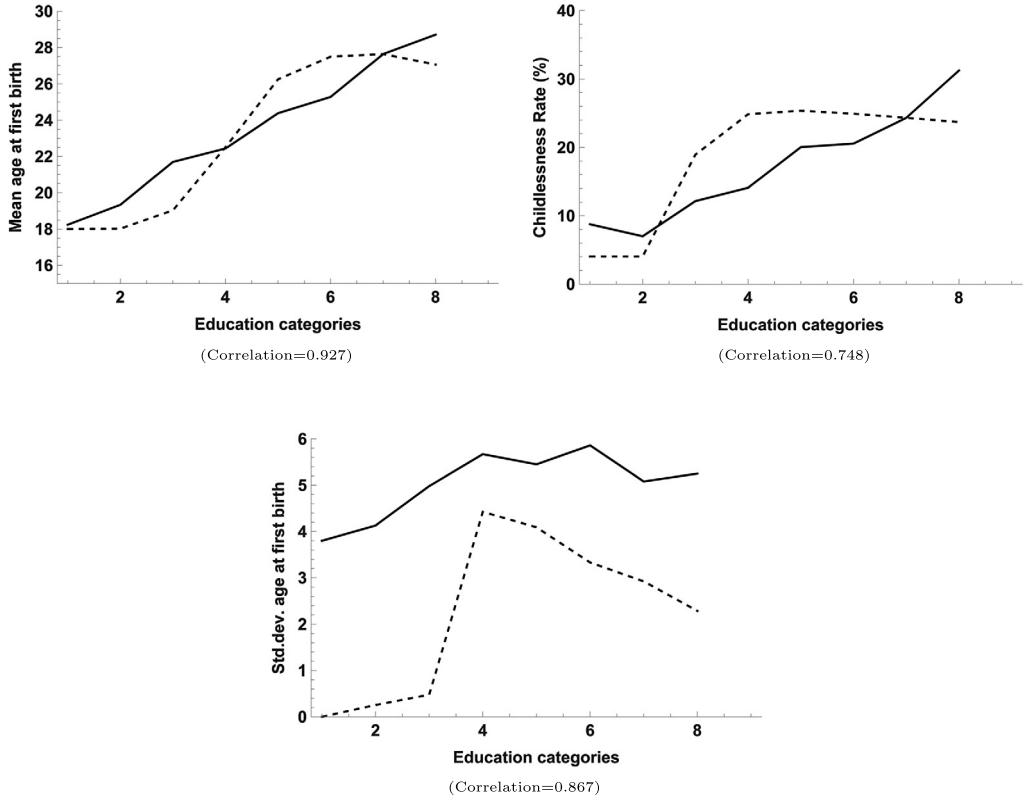 30
28
26
24
22
20
18
16
Mean age at first birth
2 4 6 8
Education categories
(Correlation=0.927)
40
30
20
10
0
Childlessness Rate (%)
2 4 6 8
Education categories
(Correlation=0.748)
6
5
4
3
2
1
0
Std.dev. age at first birth
2 4 6 8
Education categories
(Correlation=0.867)